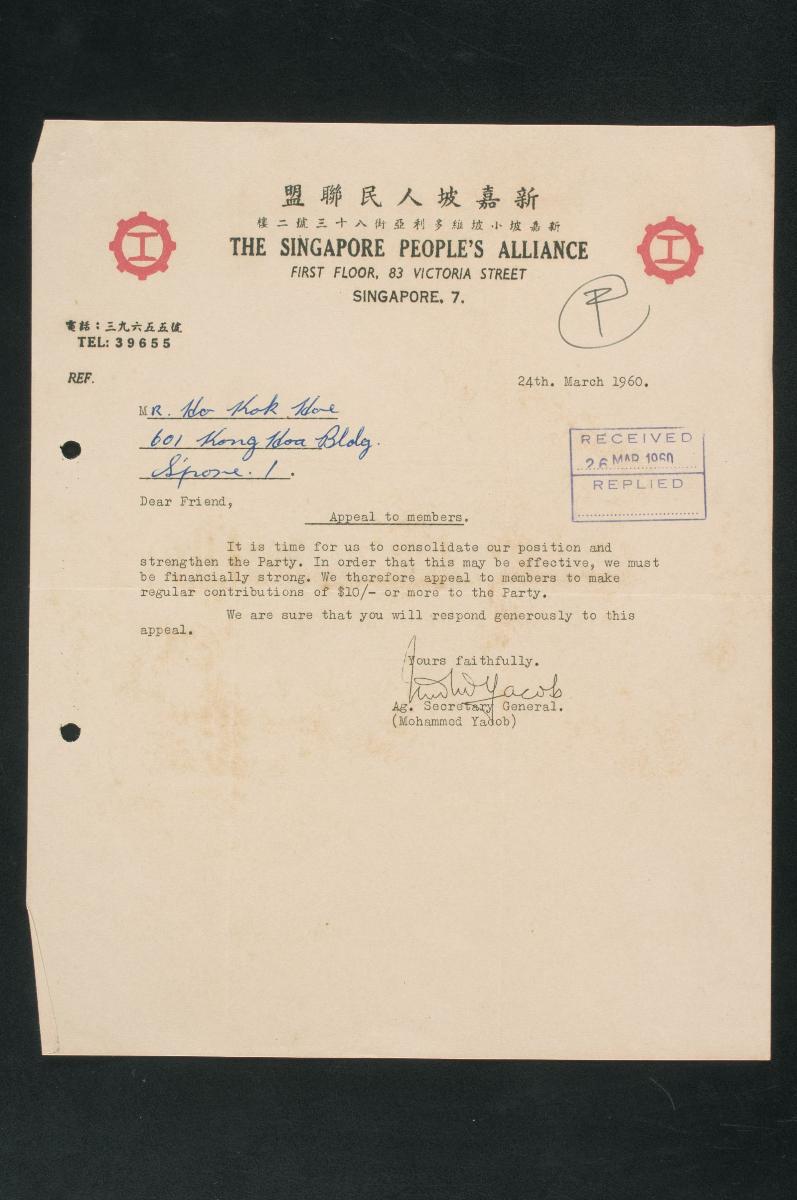 新嘉坡人民聯盟
新嘉坡小坡維多利亞街八十三號二樓
THE SINGAPORE PEOPLE'S ALLIANCE
FIRST FLOOR, 83 VICTORIA STREET
SINGAPORE. 7.
電話：三九六五五號
TEL: 39655
REF.
24th. March 1960.
MR. Ho Kok Hoe
601 Kong Hoa Bldg.
S'pore. 1.
RECEIVED
26 MAR 1960
REPLIED
Dear Friend,
Appeal to members.
It is time for us to consolidate our position and
strengthen the Party. In order that this may be effective, we must
be financially strong. We therefore appeal to members to make
regular contributions of $10/- or more to the Party.
We are sure that you will respond generously to this
appeal.
Yours faithfully.
Yacob
Ag. Secretary General.
(Mohammed Yacob)